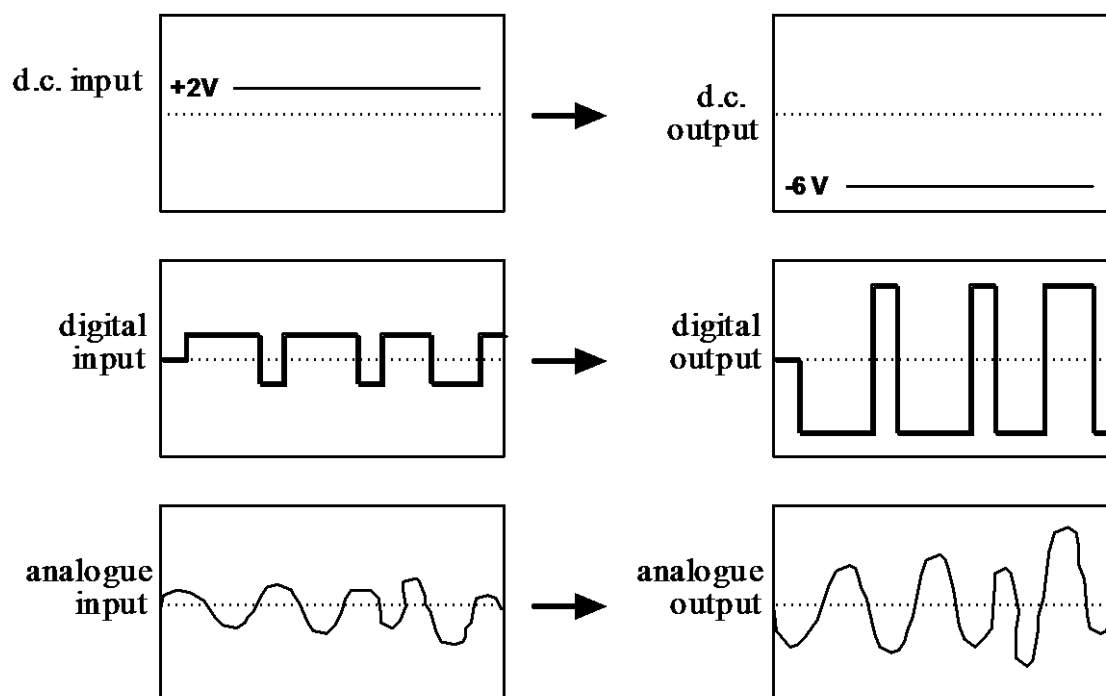 d.c. input
+2V
d.c.
output
-6 V
digital
input
digital
output
analogue
input
analogue
output